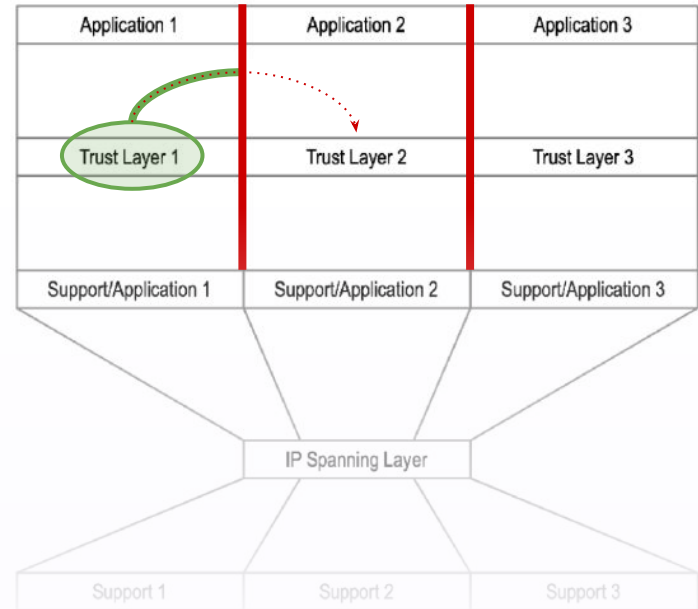 Application 1
Application 2
Application 3
Trust Layer 1
Trust Layer 2
Trust Layer 3
Support/Application 1
Support/Application 2
Support/Application 3
IP Spanning Layer
Support 1
Support 2
Support 3